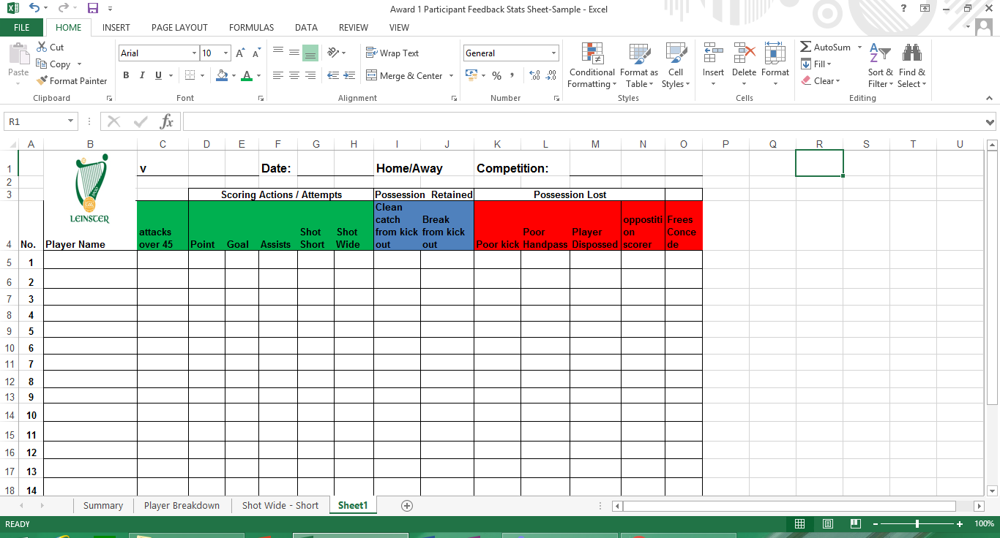 Award 1 Participant Feedback Stats Sheet-Sample - Excel
?
FILE HOME INSERT PAGE LAYOUT FORMULAS DATA REVIEW VIEW
Paste
Cut
Copy
Format Painter
Clipboard
Arial 10
B I U A
Font
Wrap Text
Merge & Center
Alignment
General
% ,
Number
Conditional Formatting
Format as Table
Cell Styles
Styles
Insert Delete Format
Cells
AutoSum
Fill
Clear
Sort & Filter
Find & Select
Editing
R1
fx
A B C D E F G H I J K L M N O P Q R S T U
1 v Date: Home/Away Competition:
2
3 Scoring Actions / Attempts Possession Retained Possession Lost
LEINSTER
4 No. Player Name attacks over 45 Point Goal Assists Shot Short Shot Wide Clean catch from kick out Break from kick out Poor kick Poor Handpass Player Dispossed oppostiti on scorer Frees Conce de
5 1
6 2
7 3
8 4
9 5
10 6
11 7
12 8
13 9
14 10
15 11
16 12
17 13
18 14
Summary Player Breakdown Shot Wide - Short Sheet1
READY 100%